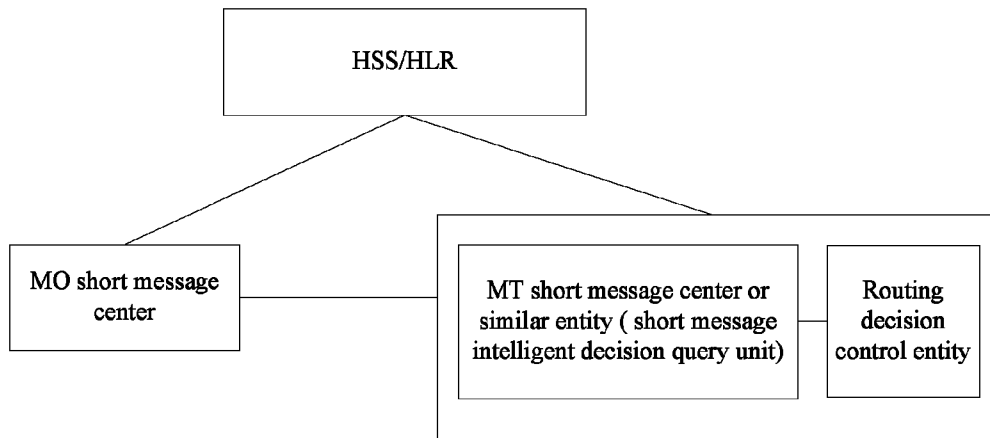 HSS/HLR
MO short message
center
MT short message center or
similar entity ( short message
intelligent decision query unit)
Routing
decision
control entity